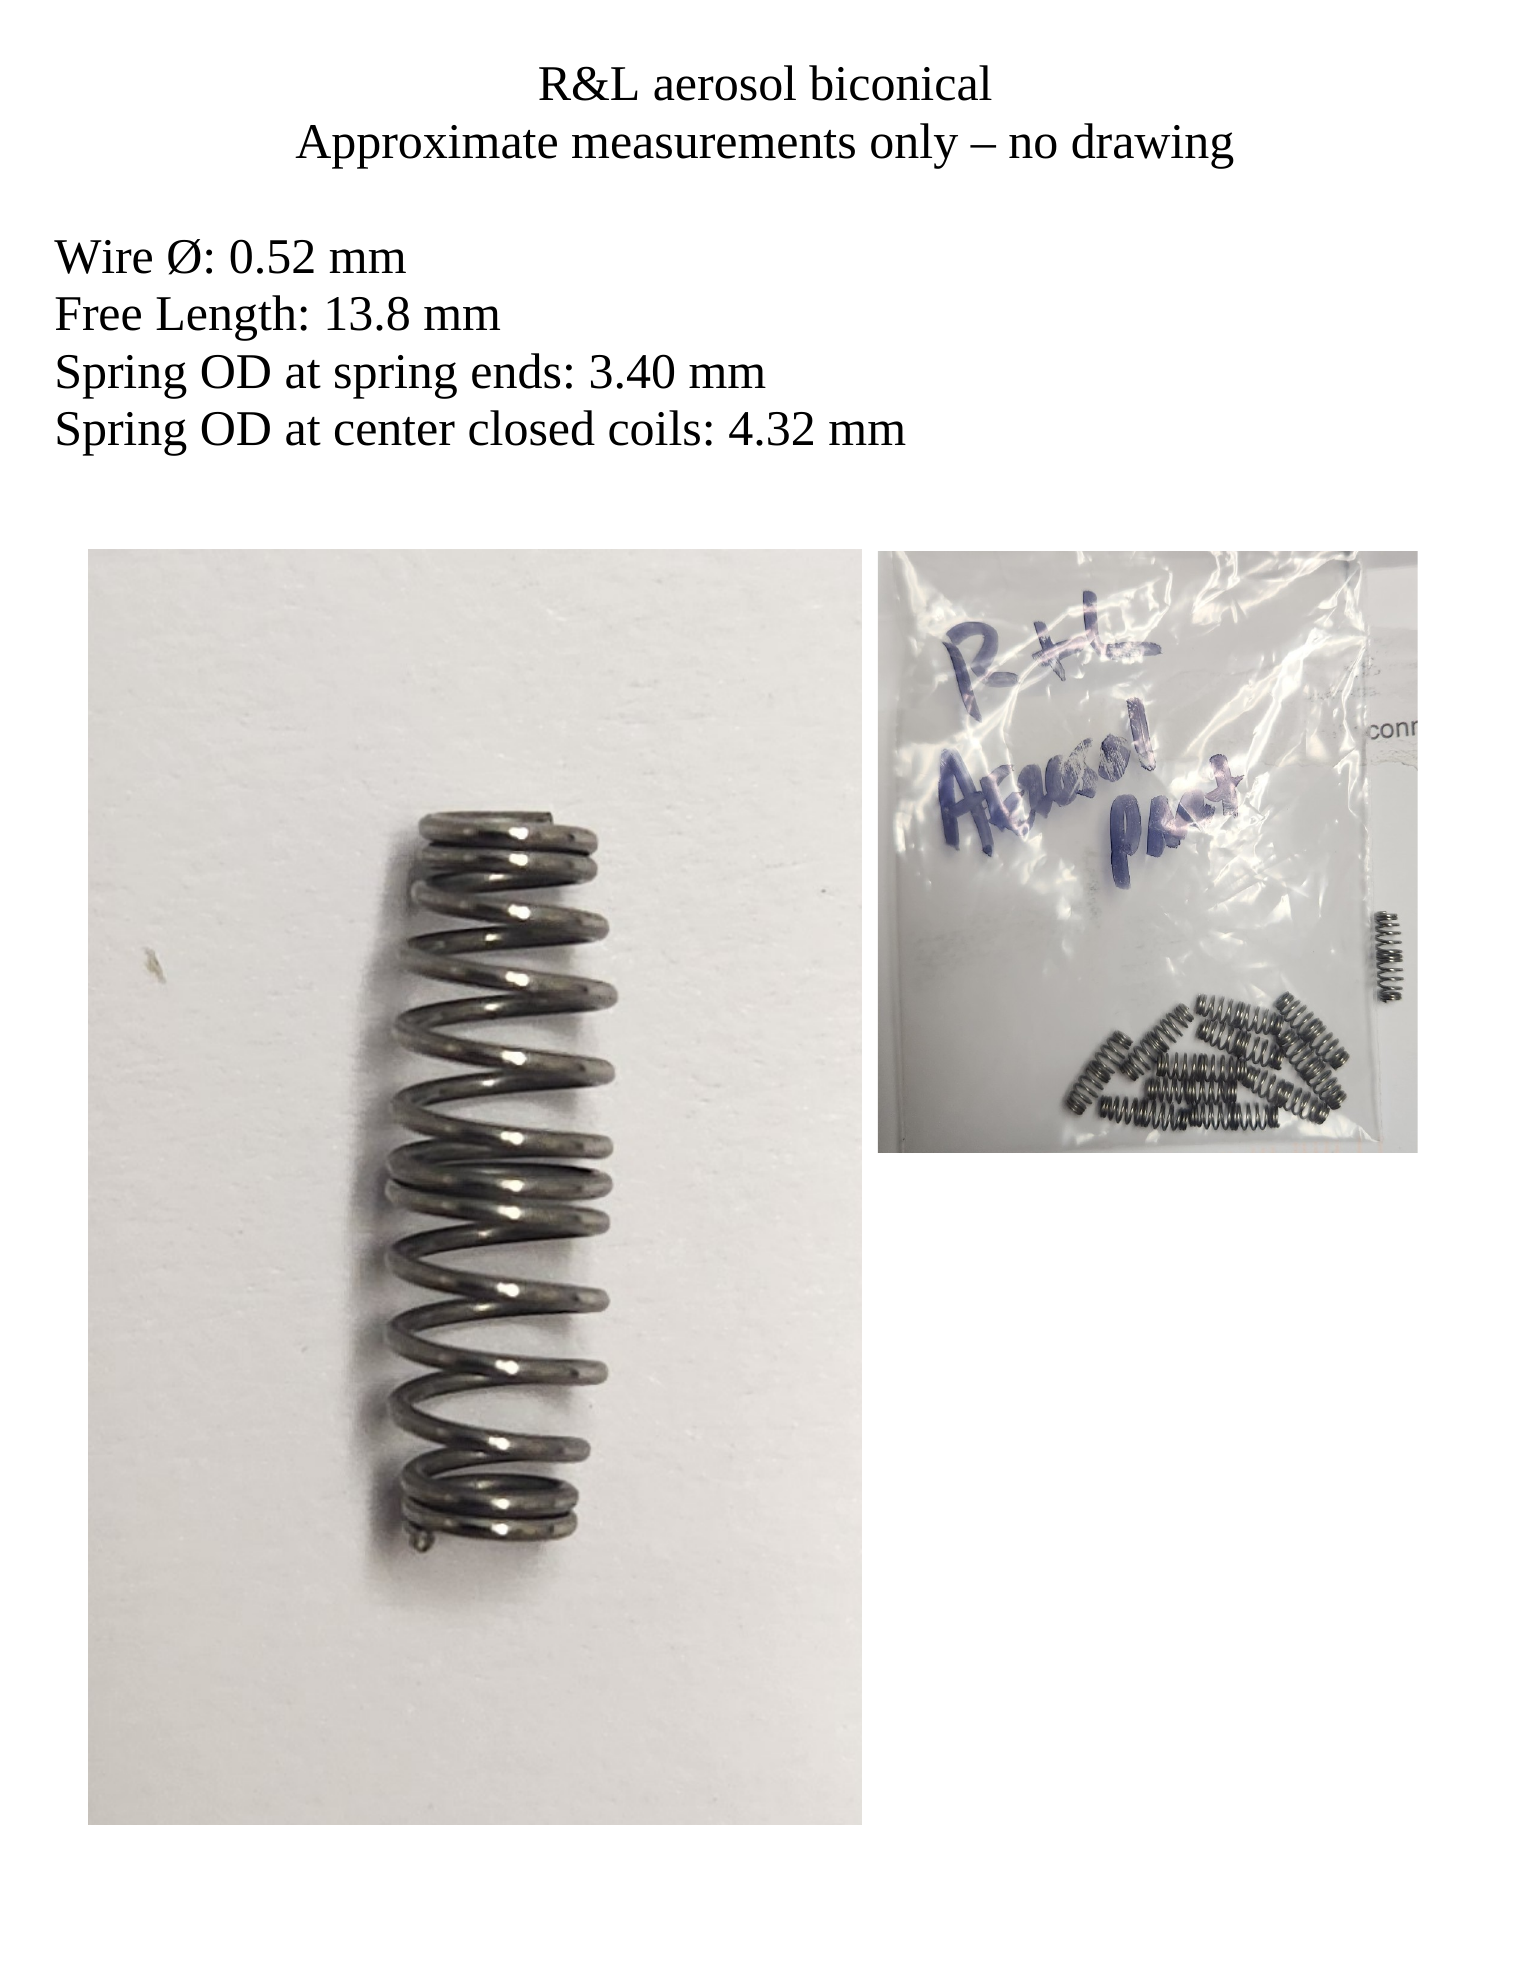 R&L aerosol biconical
Approximate measurements only – no drawing
Wire Ø: 0.52 mm
Free Length: 13.8 mm
Spring OD at spring ends: 3.40 mm
Spring OD at center closed coils: 4.32 mm
R+L
Aerosol
part
conn